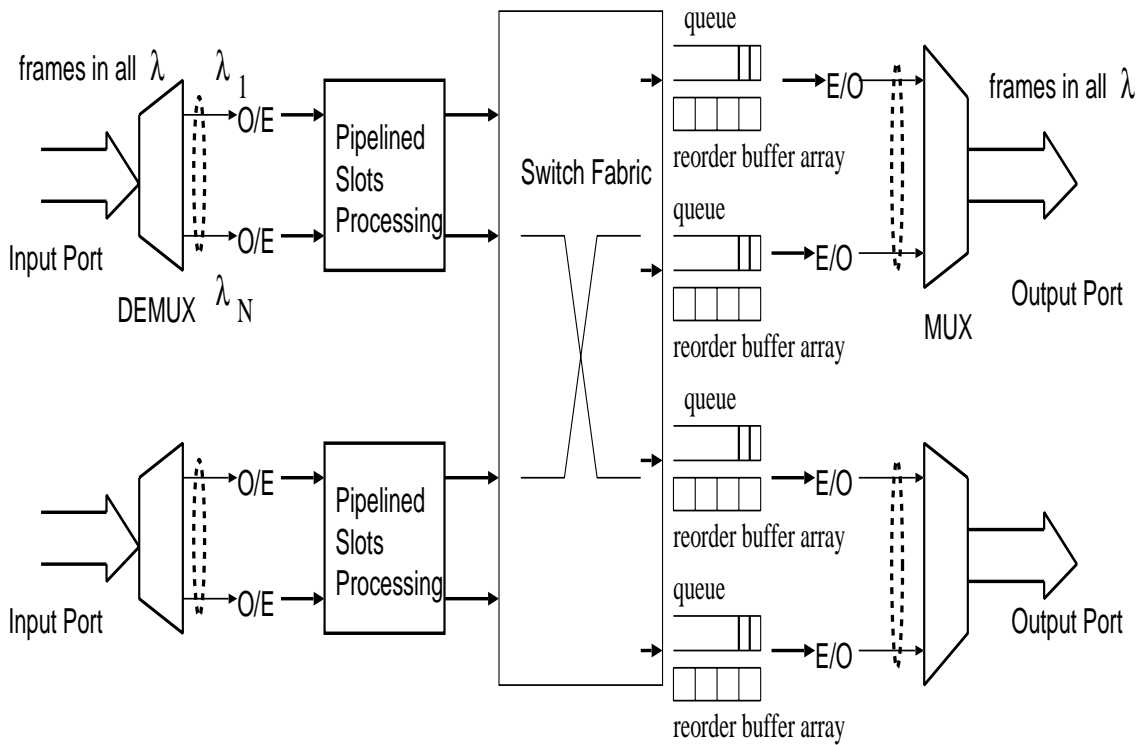 frames in all λ
λ 1
O/E
O/E
Input Port
DEMUX
λ N
Pipelined
Slots
Processing
Switch Fabric
queue
reorder buffer array
queue
reorder buffer array
E/O
E/O
frames in all λ
Output Port
MUX
O/E
O/E
Input Port
Pipelined
Slots
Processing
queue
reorder buffer array
queue
reorder buffer array
E/O
E/O
Output Port